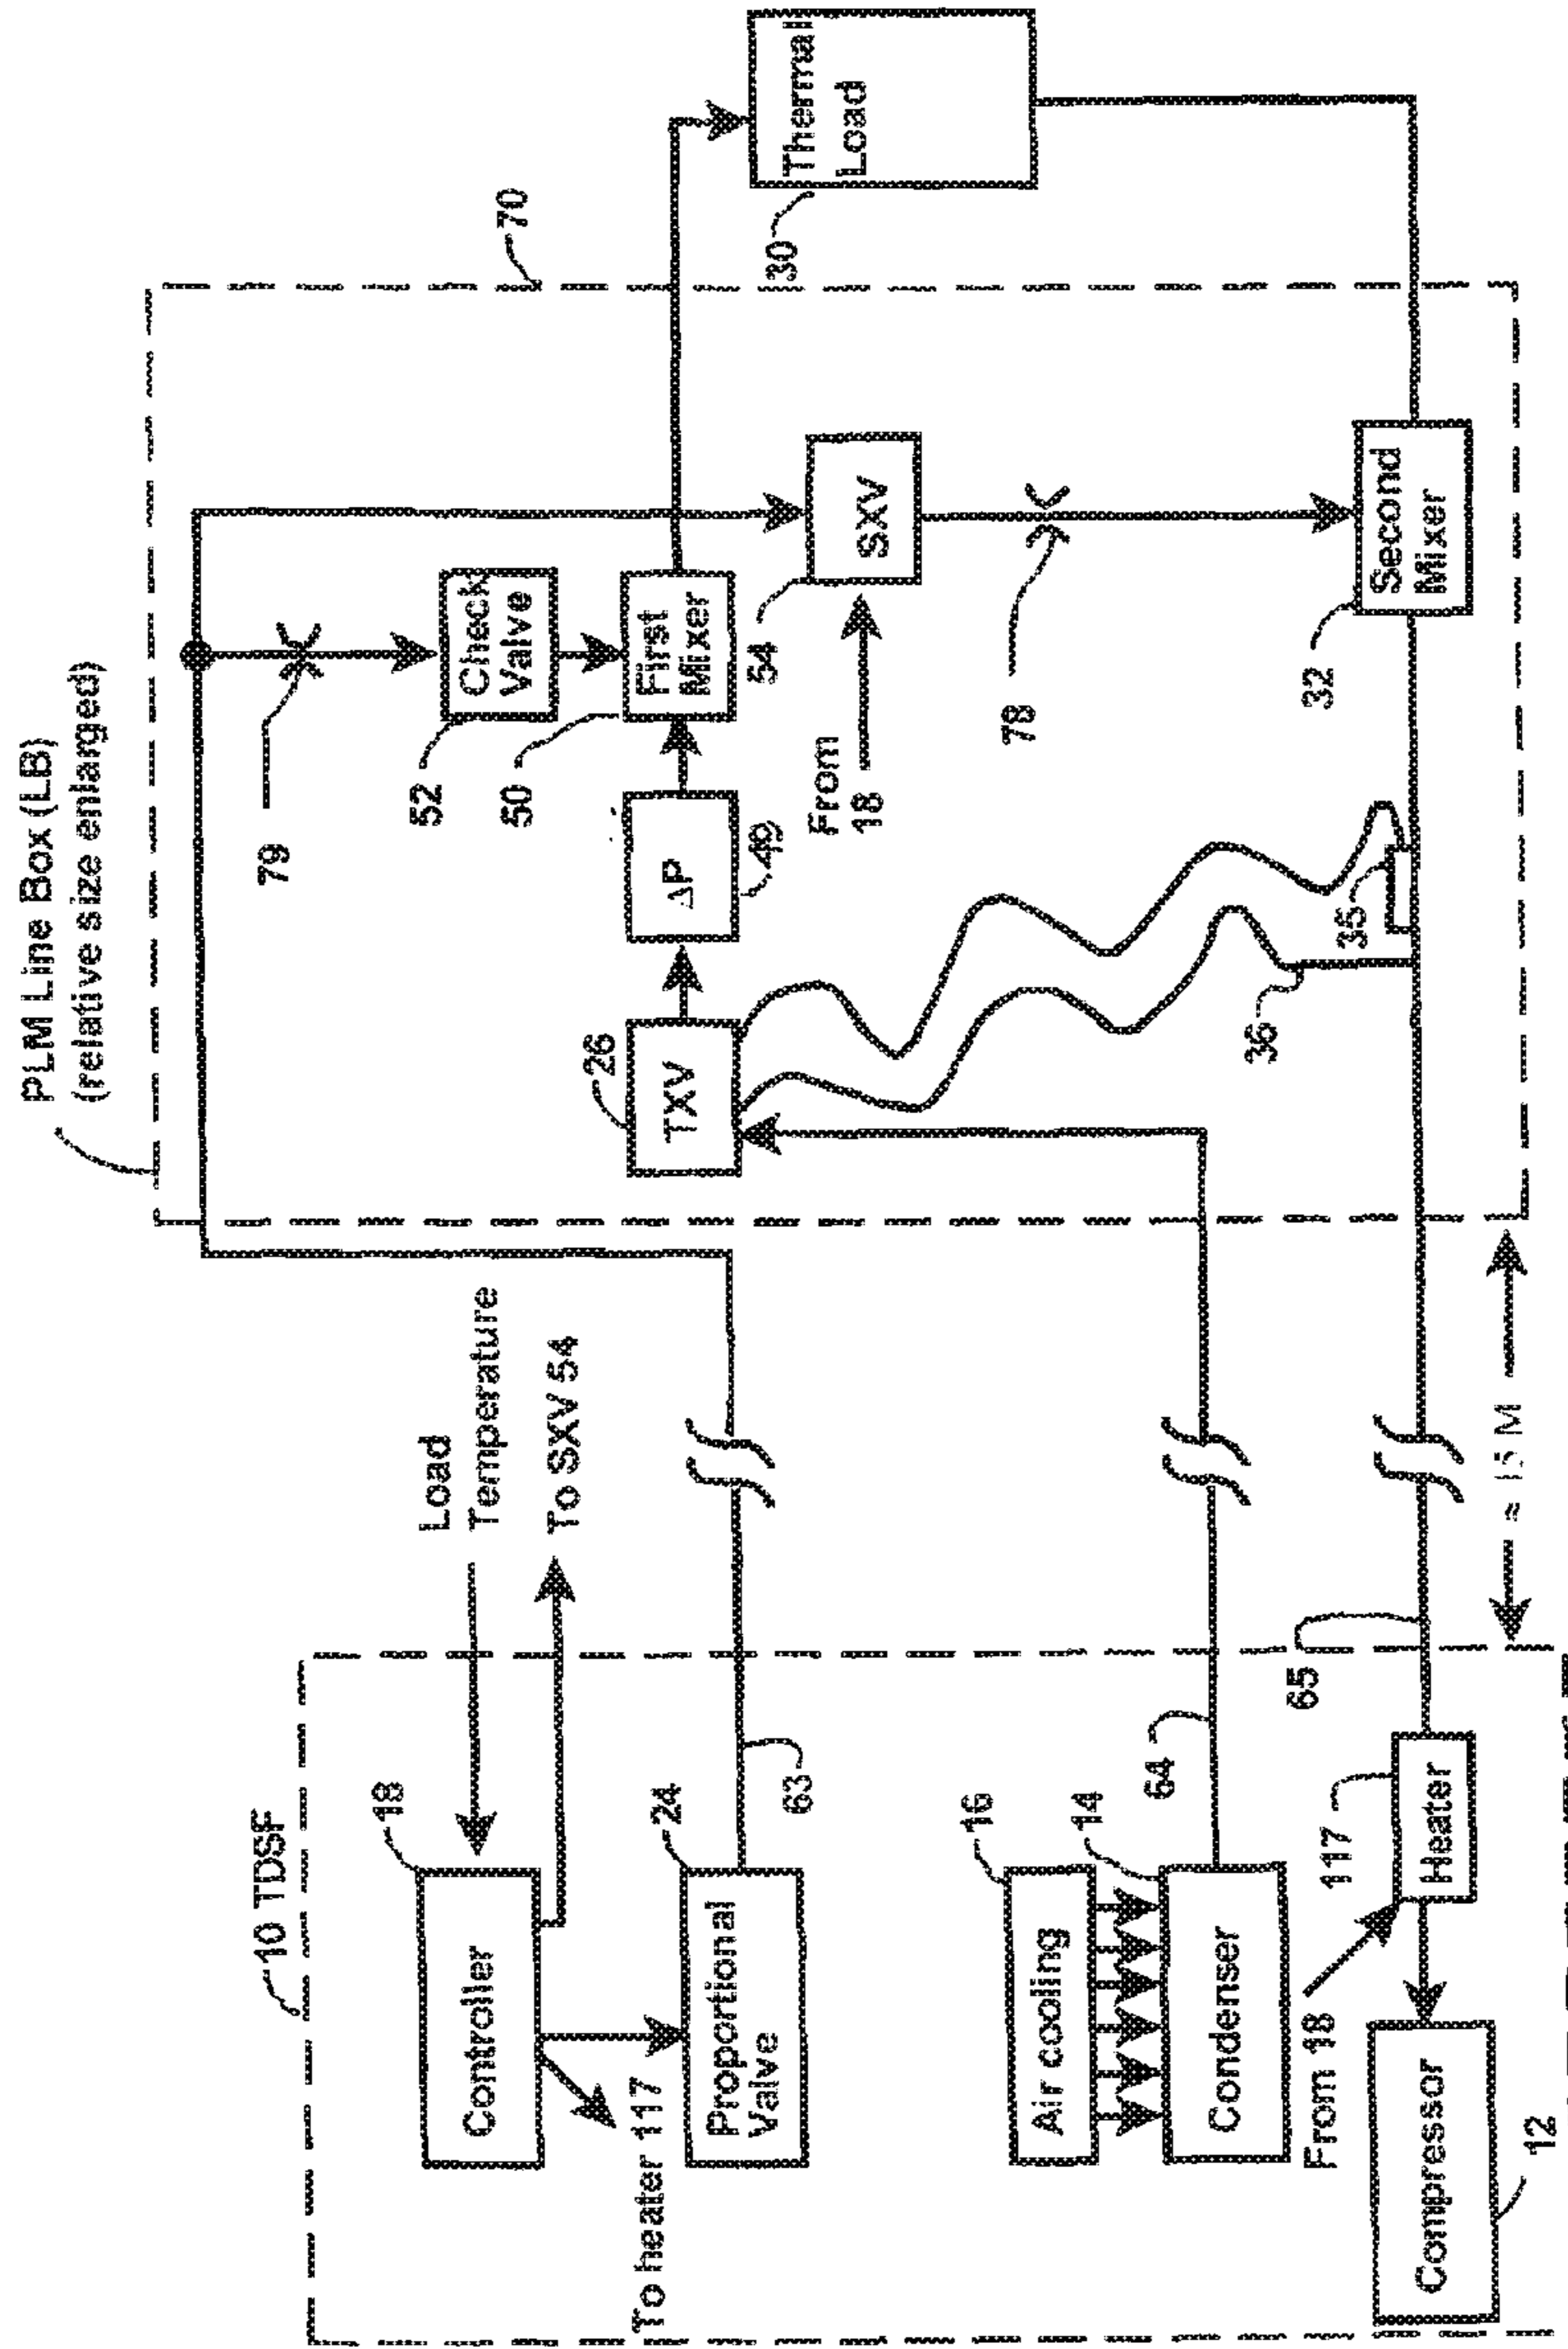 PLM Line Box (LB)
(relative size enlarged)
70
79
52
Check
Valve
50
First
Mixer
26
TXV
ΔP
49
54
SXV
From
18
78
30
Thermal
Load
36
35
32
Second
Mixer
10 TDSF
18
Controller
Load
Temperature
To SXV 54
To heater 117
24
Proportional
Valve
63
16
Air cooling
14
Condenser
64
From 18
117
Heater
65
Compressor
12
≈ 15 M